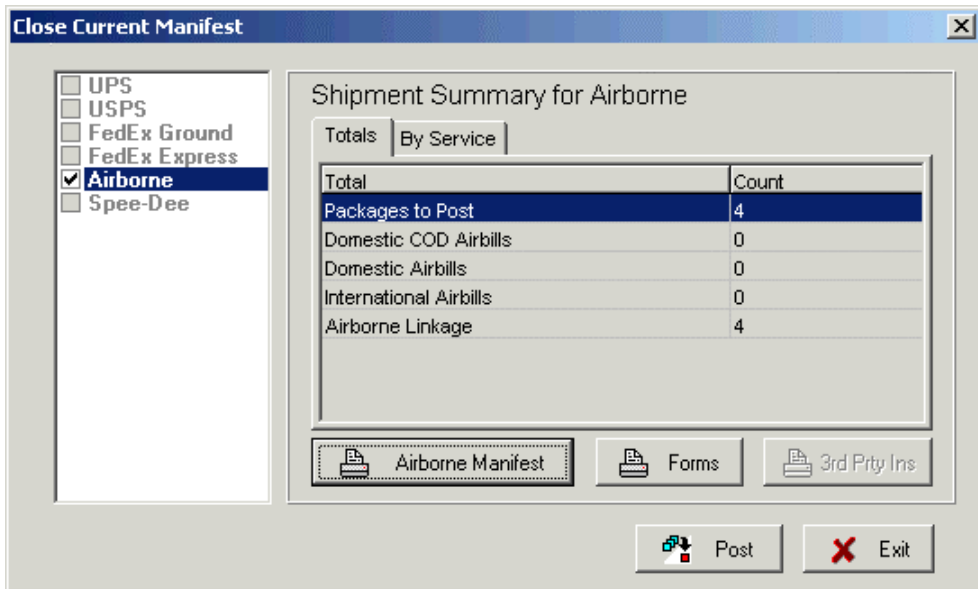 Close Current Manifest
UPS
USPS
FedEx Ground
FedEx Express
Airborne
Spee-Dee
Shipment Summary for Airborne
Totals By Service
Total Count
Packages to Post 4
Domestic COD Airbills 0
Domestic Airbills 0
International Airbills 0
Airborne Linkage 4
Airborne Manifest Forms 3rd Prty Ins
Post Exit